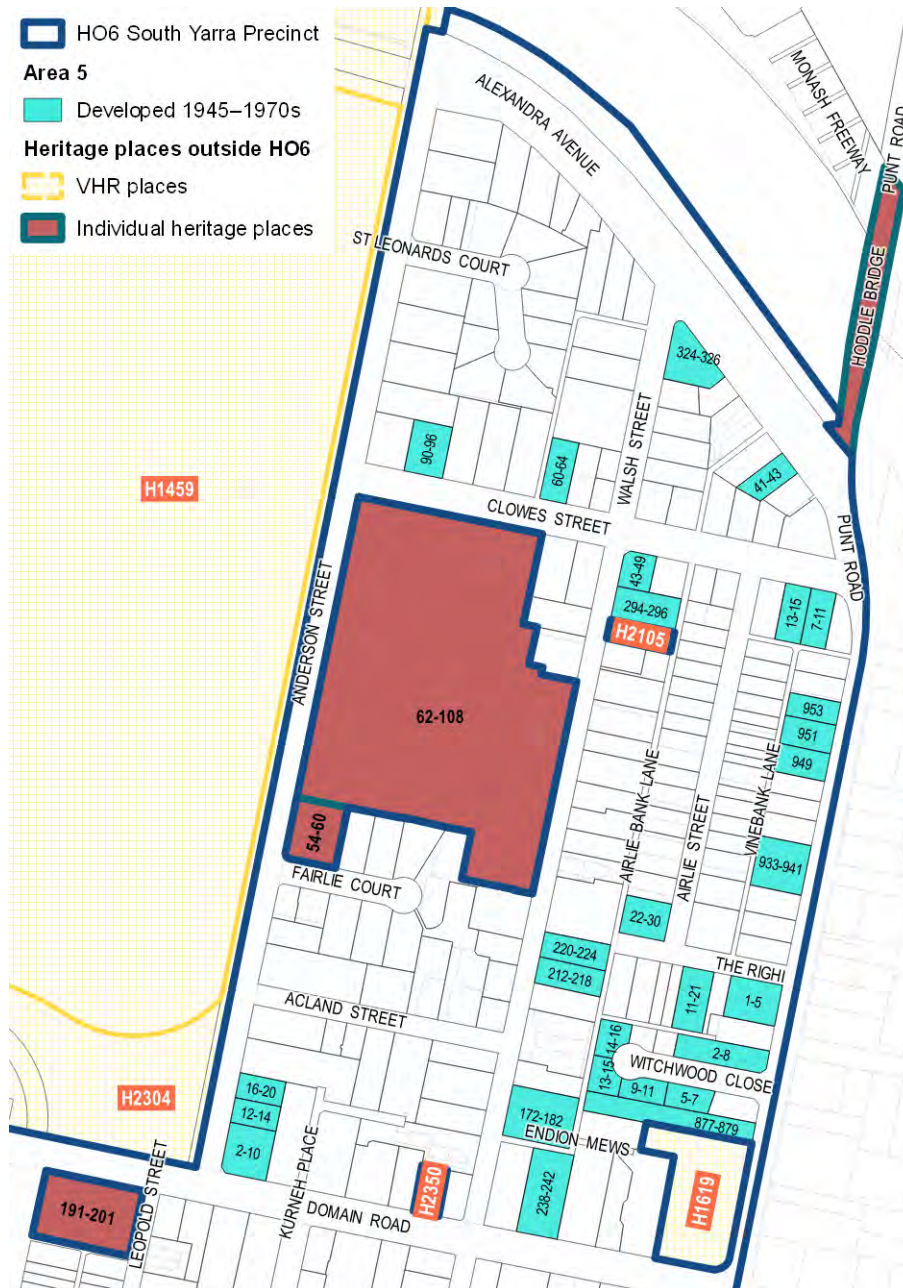 HO6 South Yarra Precinct
Area 5
Developed 1945–1970s
Heritage places outside HO6
VHR places
Individual heritage places
ALEXANDRA AVENUE
MONASH FREEWAY
PUNT ROAD
HODDLE BRIDGE
ST LEONARDS COURT
324-326
WALSH STREET
90-96
60-64
41-43
H1459
CLOWES STREET
PUNT ROAD
43-49
294-296
H2105
13-15
7-11
ANDERSON STREET
62-108
953
951
949
AIRLIE BANK LANE
AIRLIE STREET
VINEBANK LANE
933-941
54-60
FAIRLIE COURT
22-30
220-224
212-218
THE RIGHI
11-21
1-5
ACLAND STREET
14-16
2-8
WITCHWOOD CLOSE
13-15
9-11
5-7
877-879
H2304
16-20
12-14
2-10
172-182
ENDION MEWS
KURNEH PLACE
H2350
238-242
H1619
191-201
LEOPOLD STREET
DOMAIN ROAD